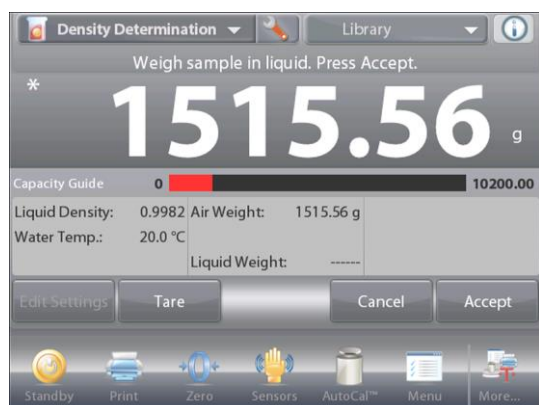 Density Determination Library
Weigh sample in liquid. Press Accept.
* 1515.56 g
Capacity Guide 0 10200.00
Liquid Density: 0.9982 Air Weight: 1515.56 g
Water Temp.: 20.0 °C
Liquid Weight: ------
Edit Settings Tare Cancel Accept
Standby Print Zero Sensors AutoCal™ Menu More...